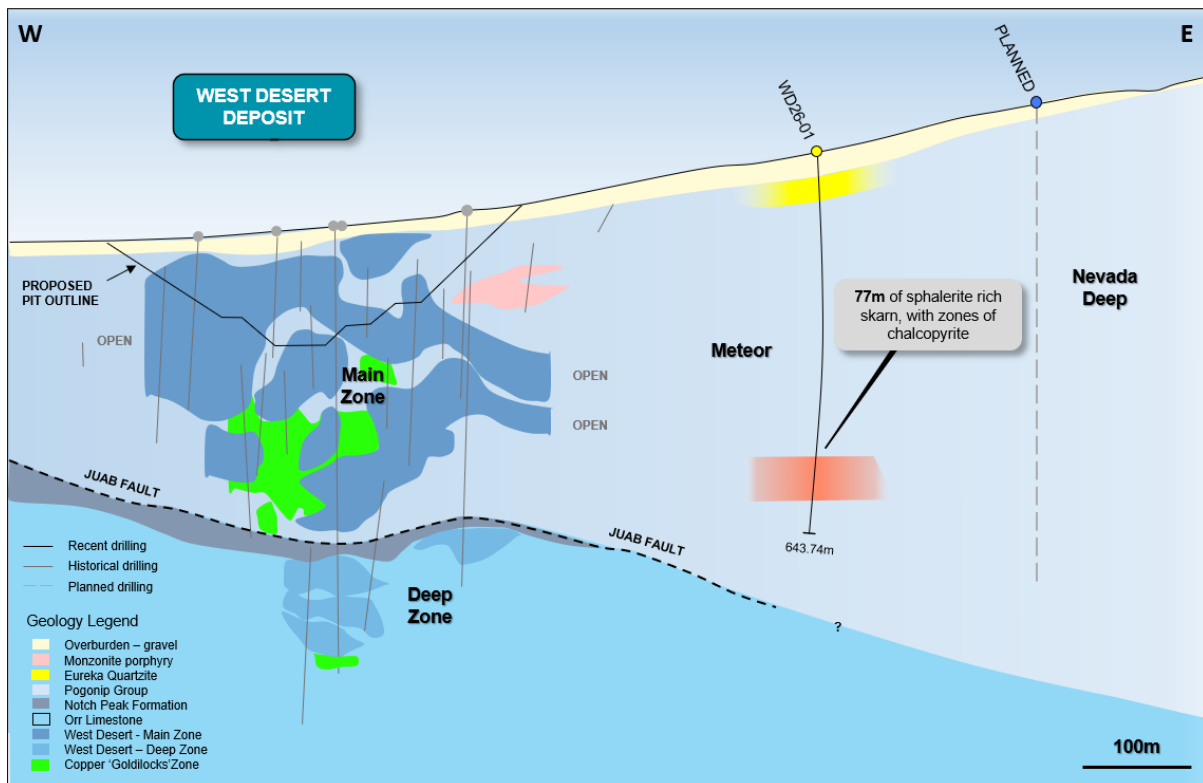 W
E
WEST DESERT
DEPOSIT
WD26-01
PLANNED
PROPOSED
PIT OUTLINE
OPEN
Main
Zone
OPEN
OPEN
Meteor
77m of sphalerite rich
skarn, with zones of
chalcopyrite
Nevada
Deep
JUAB FAULT
JUAB FAULT
643.74m
Deep
Zone
?
Recent drilling
Historical drilling
Planned drilling
Geology Legend
Overburden – gravel
Monzonite porphyry
Eureka Quartzite
Pogonip Group
Notch Peak Formation
Orr Limestone
West Desert - Main Zone
West Desert – Deep Zone
Copper ‘Goldilocks’Zone
100m